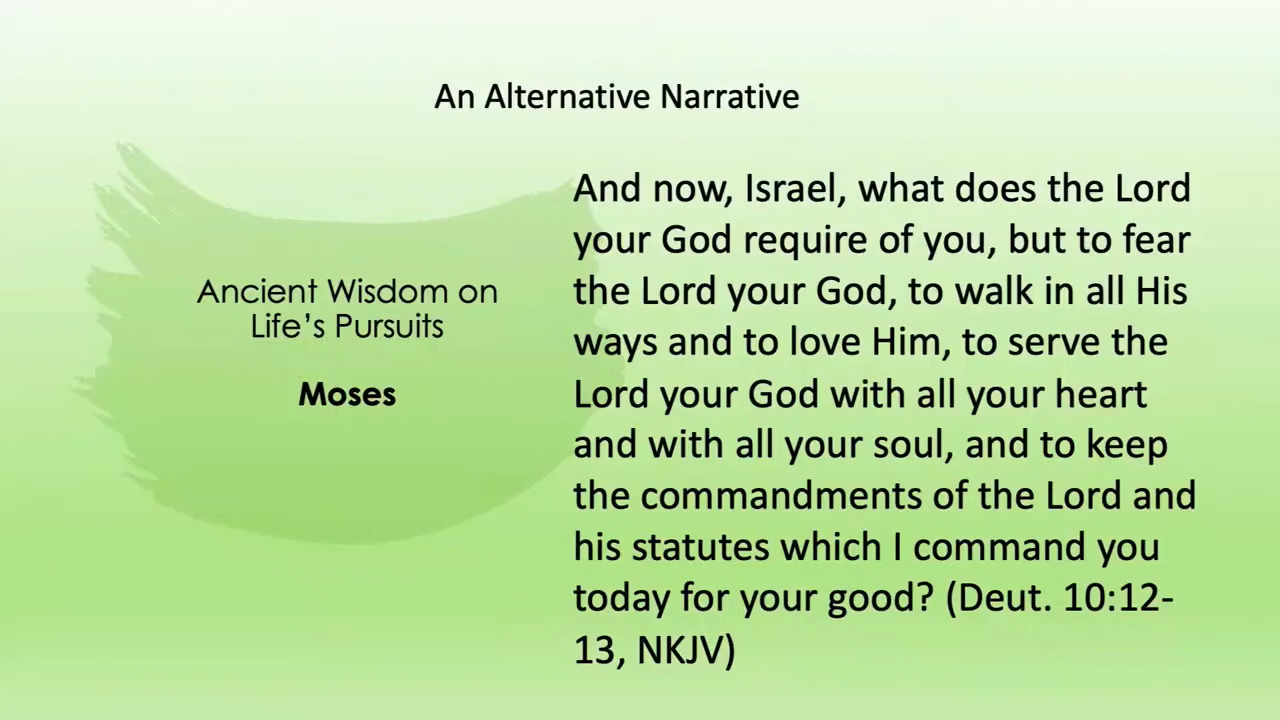 An Alternative Narrative
Ancient Wisdom on
Life's Pursuits
Moses
And now, Israel, what does the Lord
your God require of you, but to fear
the Lord your God, to walk in all His
ways and to love Him, to serve the
Lord your God with all your heart
and with all your soul, and to keep
the commandments of the Lord and
his statutes which I command you
today for your good? (Deut. 10:12-
13, NKJV)